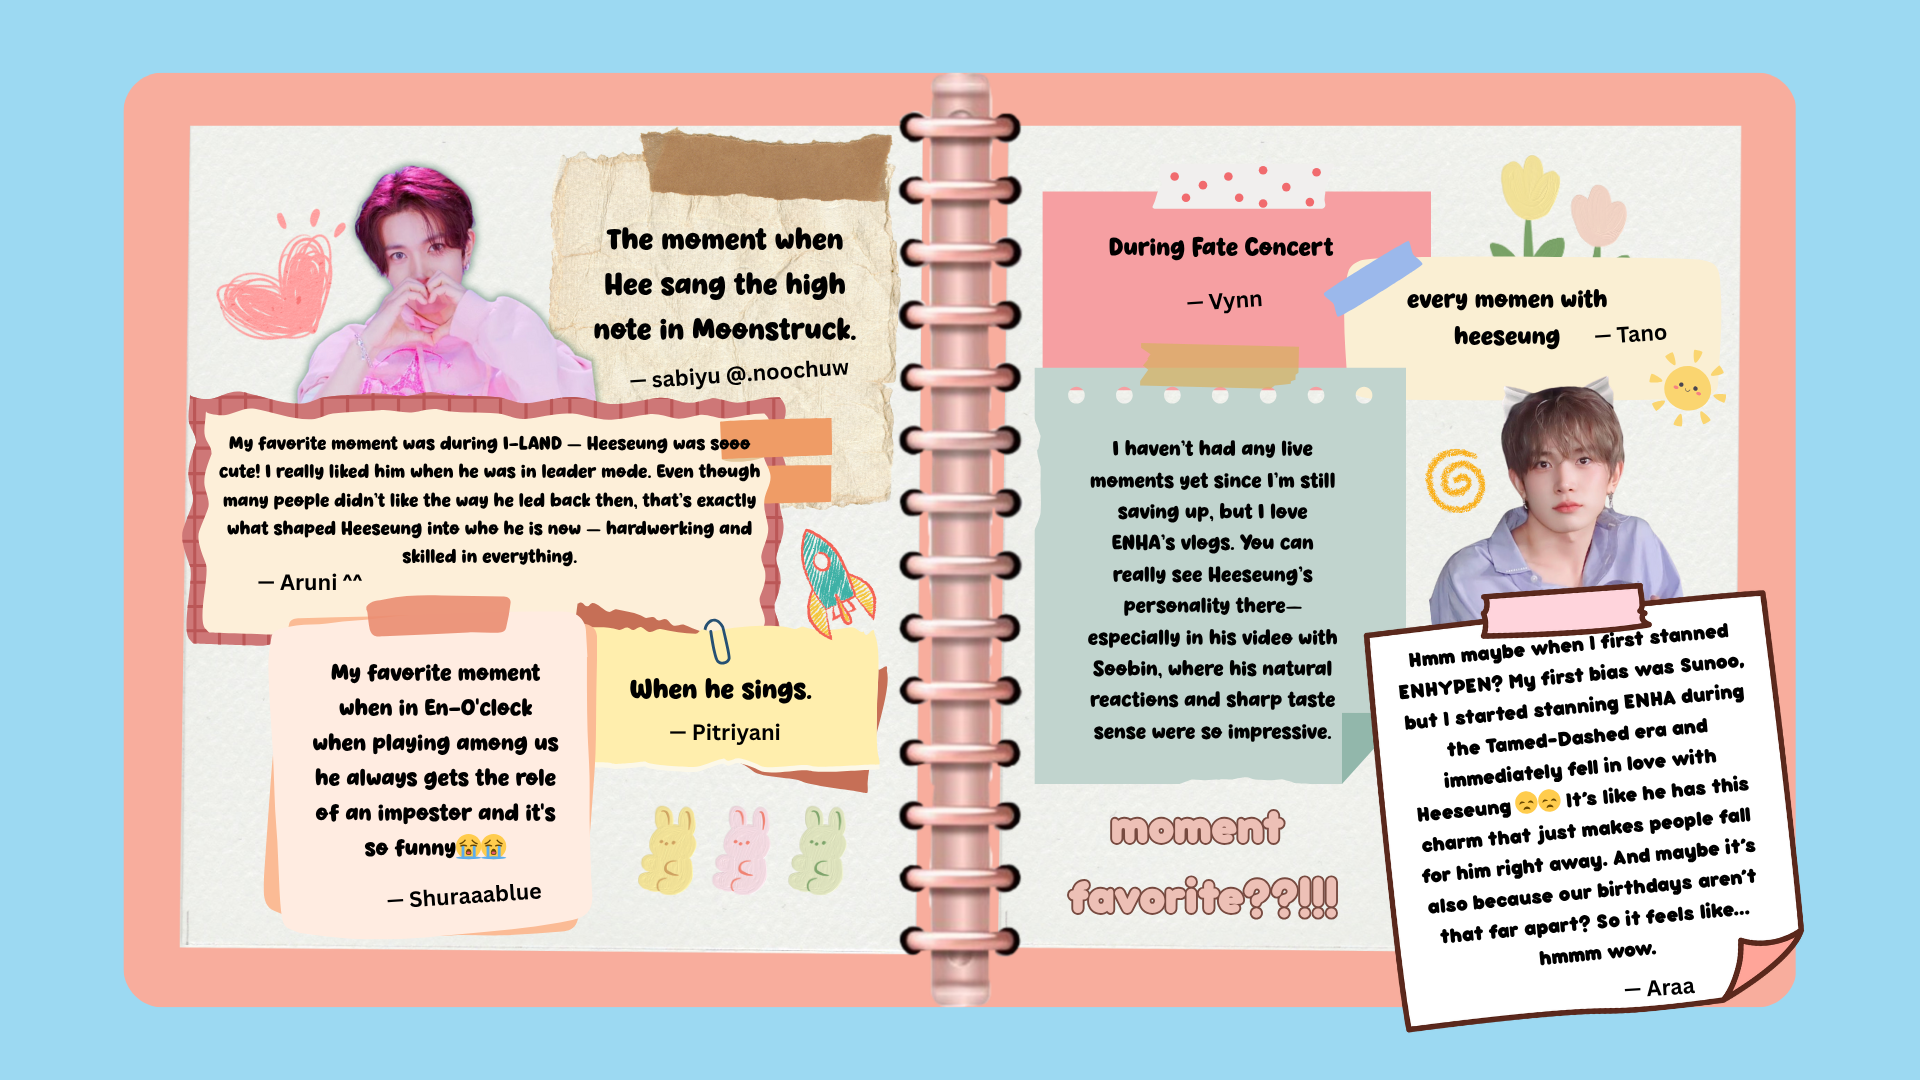 The moment when
Hee sang the high
note in Moonstruck.
— sabiyu @.noochuw
My favorite moment was during I-LAND — Heeseung was sooo
cute! I really liked him when he was in leader mode. Even though
many people didn't like the way he led back then, that's exactly
what shaped Heeseung into who he is now — hardworking and
skilled in everything.
— Aruni ^^
My favorite moment
when in En-O'clock
when playing among us
he always gets the role
of an impostor and it's
so funny😭😭
— Shuraaablue
When he sings.
— Pitriyani
During Fate Concert
— Vynn
every momen with
heeseung — Tano
I haven't had any live
moments yet since I'm still
saving up, but I love
ENHA's vlogs. You can
really see Heeseung's
personality there—
especially in his video with
Soobin, where his natural
reactions and sharp taste
sense were so impressive.
moment
favorite??!!!
Hmm maybe when I first stanned
ENHYPEN? My first bias was Sunoo,
but I started stanning ENHA during
the Tamed-Dashed era and
immediately fell in love with
Heeseung 😞😞 It's like he has this
charm that just makes people fall
for him right away. And maybe it's
also because our birthdays aren't
that far apart? So it feels like...
hmmm wow.
— Araa